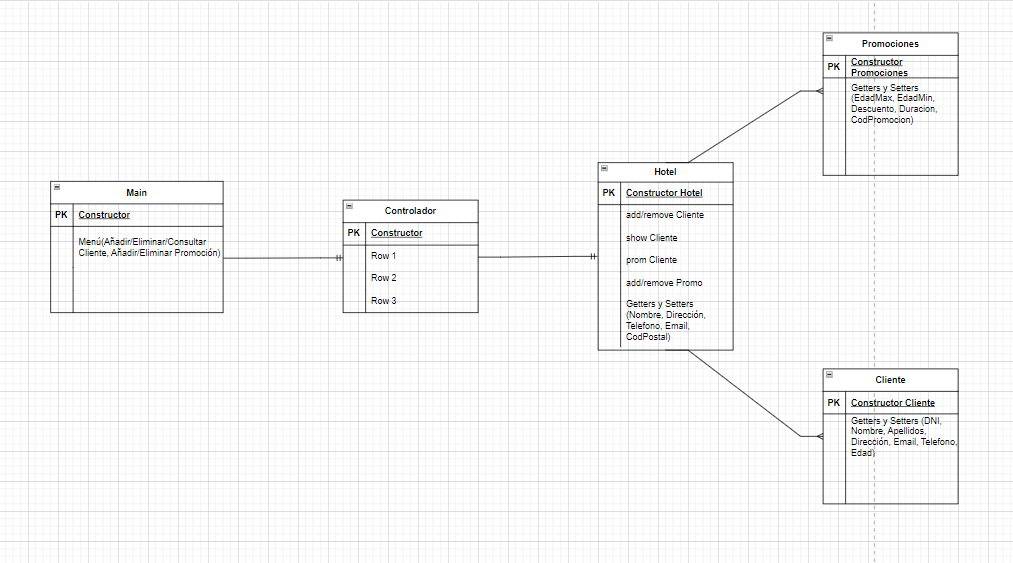 Main
PK Constructor
Menú(Añadir/Eliminar/Consultar
Cliente, Añadir/Eliminar Promoción)
Controlador
PK Constructor
Row 1
Row 2
Row 3
Hotel
PK Constructor Hotel
add/remove Cliente
show Cliente
prom Cliente
add/remove Promo
Getters y Setters
(Nombre, Dirección,
Telefono, Email,
CodPostal)
Promociones
PK Constructor
Promociones
Getters y Setters
(EdadMax, EdadMin,
Descuento, Duracion,
CodPromocion)
Cliente
PK Constructor Cliente
Getters y Setters (DNI,
Nombre, Apellidos,
Dirección, Email, Telefono,
Edad)